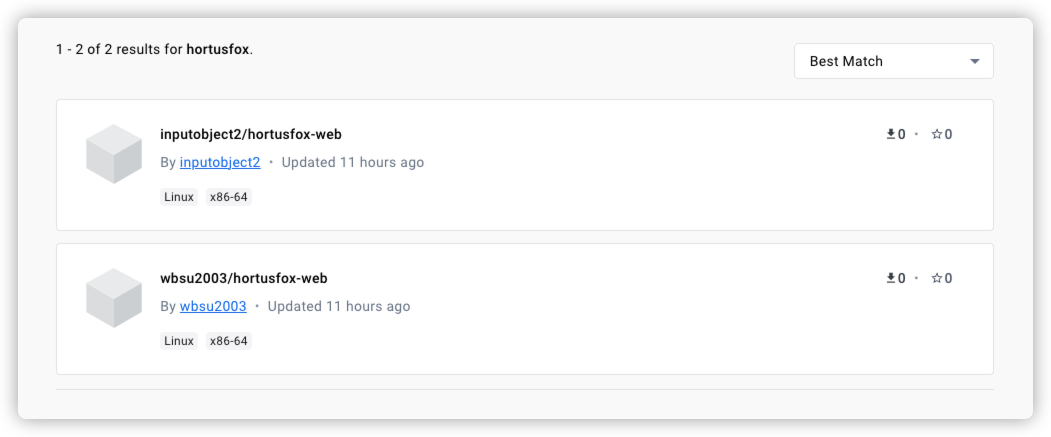 1 - 2 of 2 results for hortusfox.
Best Match
inputobject2/hortusfox-web
0 • 0
By inputobject2 • Updated 11 hours ago
Linux x86-64
wbsu2003/hortusfox-web
0 • 0
By wbsu2003 • Updated 11 hours ago
Linux x86-64